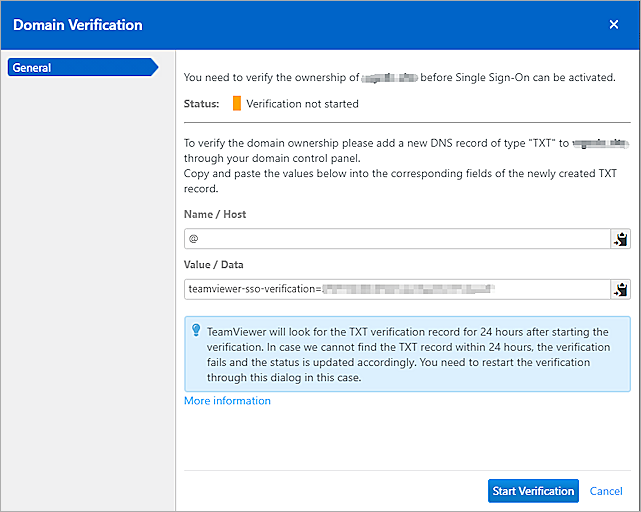 Domain Verification
General
You need to verify the ownership of before Single Sign-On can be activated.
Status: Verification not started
To verify the domain ownership please add a new DNS record of type "TXT" to
through your domain control panel.
Copy and paste the values below into the corresponding fields of the newly created TXT
record.
Name / Host
@
Value / Data
teamviewer-sso-verification=
TeamViewer will look for the TXT verification record for 24 hours after starting the
verification. In case we cannot find the TXT record within 24 hours, the verification
fails and the status is updated accordingly. You need to restart the verification
through this dialog in this case.
More information
Start Verification
Cancel